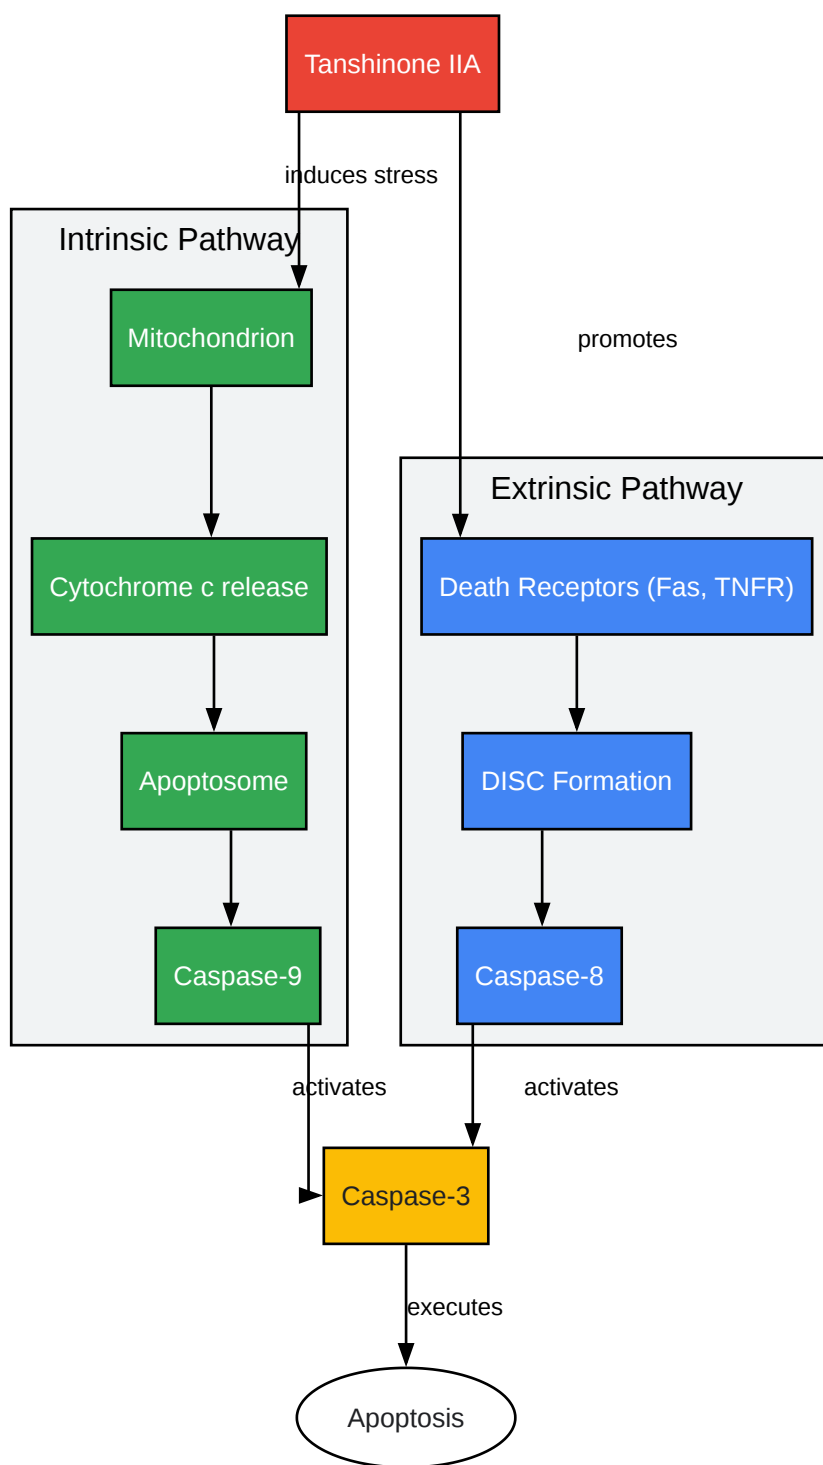 Tanshinone IIA
induces stress
Intrinsic Pathway
Mitochondrion
promotes
Extrinsic Pathway
Cytochrome c release
Death Receptors (Fas, TNFR)
Apoptosome
DISC Formation
Caspase-9
Caspase-8
activates
activates
Caspase-3
executes
Apoptosis